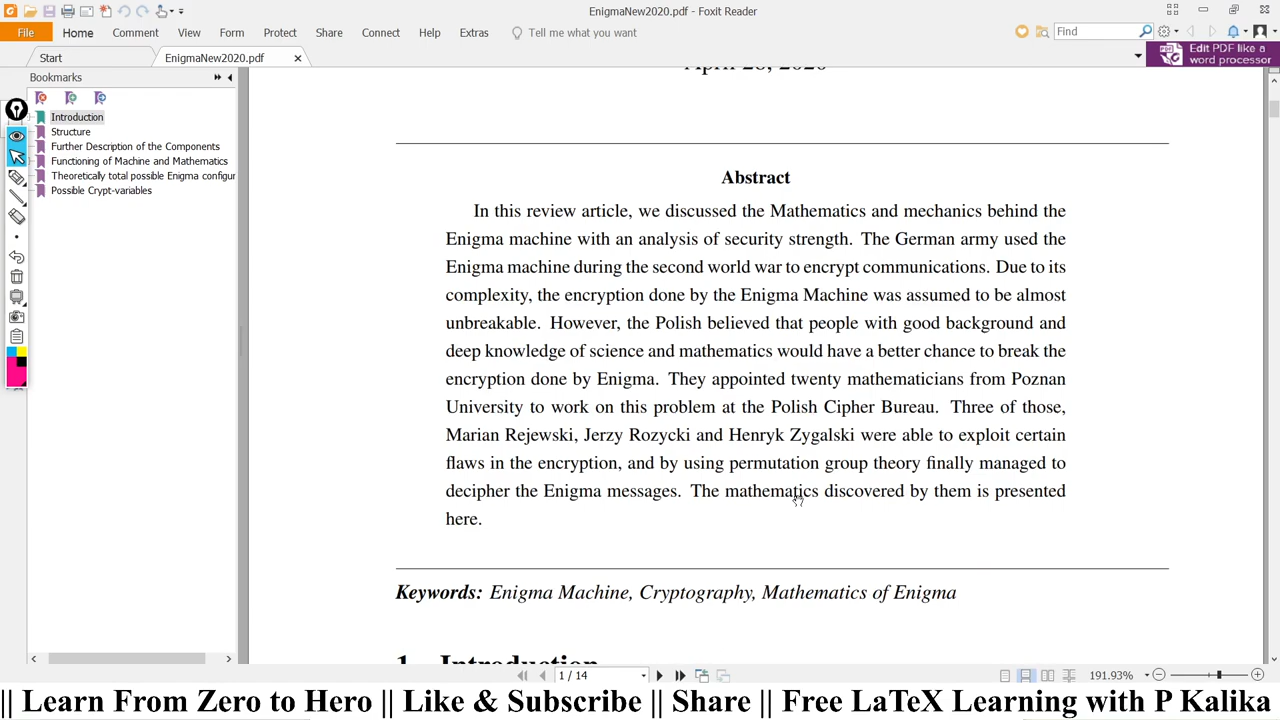 EnigmaNew2020.pdf - Foxit Reader
File Home Comment View Form Protect Share Connect Help Extras Tell me what you want Find
Start EnigmaNew2020.pdf
Edit PDF like a
word processor
Bookmarks
Introduction
Structure
Further Description of the Components
Functioning of Machine and Mathematics
Theoretically total possible Enigma configur
Possible Crypt-variables
April 28, 2020
Abstract
In this review article, we discussed the Mathematics and mechanics behind the
Enigma machine with an analysis of security strength. The German army used the
Enigma machine during the second world war to encrypt communications. Due to its
complexity, the encryption done by the Enigma Machine was assumed to be almost
unbreakable. However, the Polish believed that people with good background and
deep knowledge of science and mathematics would have a better chance to break the
encryption done by Enigma. They appointed twenty mathematicians from Poznan
University to work on this problem at the Polish Cipher Bureau. Three of those,
Marian Rejewski, Jerzy Rozycki and Henryk Zygalski were able to exploit certain
flaws in the encryption, and by using permutation group theory finally managed to
decipher the Enigma messages. The mathematics discovered by them is presented
here.
Keywords: Enigma Machine, Cryptography, Mathematics of Enigma
1 Introduction
1 / 14
191.93%
|| Learn From Zero to Hero || Like & Subscribe || Share || Free LaTeX Learning with P Kalika